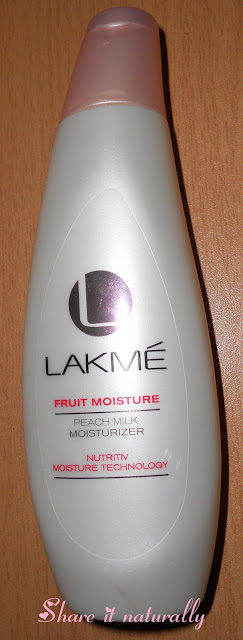 L
LAKMÉ
FRUIT MOISTURE
PEACH MILK
MOISTURIZER
NUTRITIV
MOISTURE TECHNOLOGY
Share it naturally